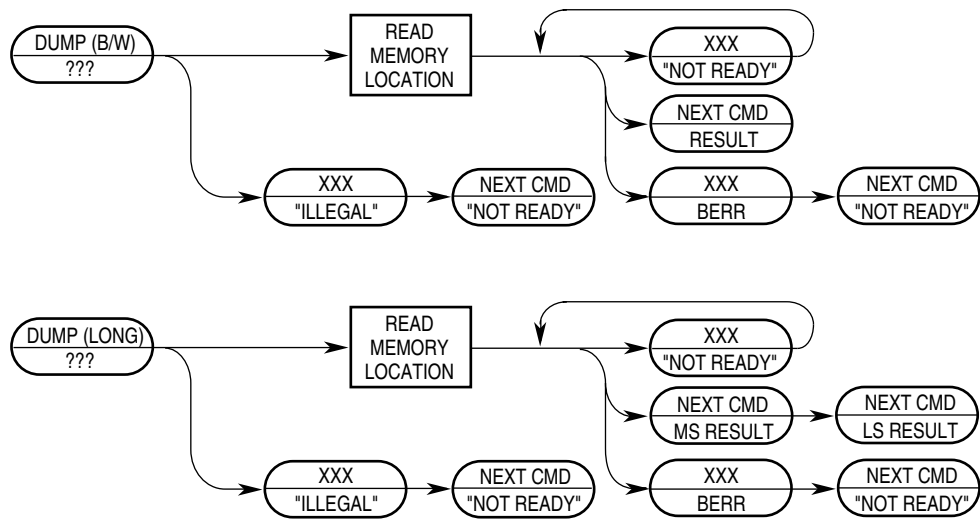 DUMP (B/W)
???
READ
MEMORY
LOCATION
XXX
"NOT READY"
NEXT CMD
RESULT
XXX
"ILLEGAL"
NEXT CMD
"NOT READY"
XXX
BERR
NEXT CMD
"NOT READY"
DUMP (LONG)
???
READ
MEMORY
LOCATION
XXX
"NOT READY"
NEXT CMD
MS RESULT
NEXT CMD
LS RESULT
XXX
"ILLEGAL"
NEXT CMD
"NOT READY"
XXX
BERR
NEXT CMD
"NOT READY"